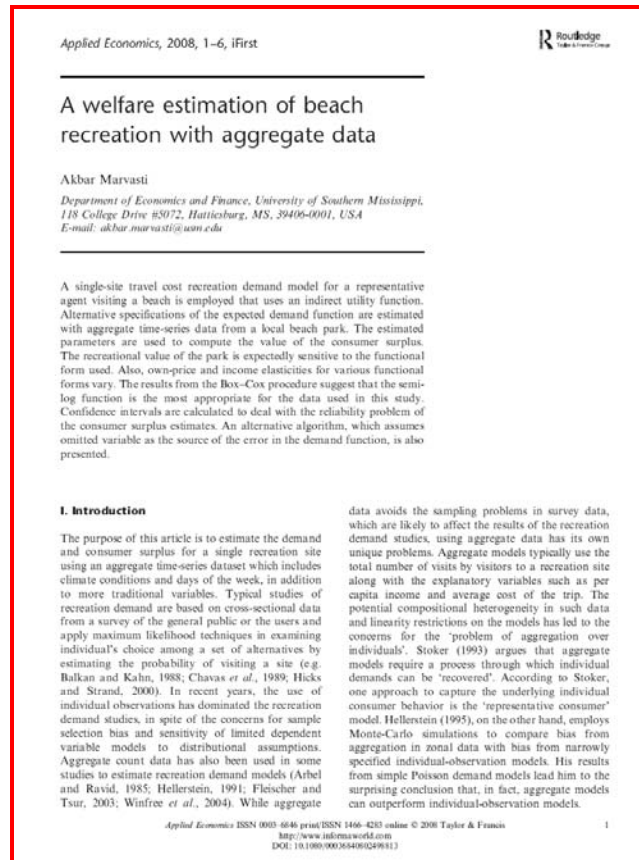 Applied Economics, 2008, 1–6, iFirst
Routledge
Taylor & Francis Group
A welfare estimation of beach
recreation with aggregate data
Akbar Marvasti
Department of Economics and Finance, University of Southern Mississippi,
118 College Drive #5072, Hattiesburg, MS, 39406-0001, USA
E-mail: akbar.marvasti@usm.edu
A single-site travel cost recreation demand model for a representative
agent visiting a beach is employed that uses an indirect utility function.
Alternative specifications of the expected demand function are estimated
with aggregate time-series data from a local beach park. The estimated
parameters are used to compute the value of the consumer surplus.
The recreational value of the park is expectedly sensitive to the functional
form used. Also, own-price and income elasticities for various functional
forms vary. The results from the Box–Cox procedure suggest that the semi-
log function is the most appropriate for the data used in this study.
Confidence intervals are calculated to deal with the reliability problem of
the consumer surplus estimates. An alternative algorithm, which assumes
omitted variable as the source of the error in the demand function, is also
presented.
I. Introduction
The purpose of this article is to estimate the demand
and consumer surplus for a single recreation site
using an aggregate time-series dataset which includes
climate conditions and days of the week, in addition
to more traditional variables. Typical studies of
recreation demand are based on cross-sectional data
from a survey of the general public or the users and
apply maximum likelihood techniques in examining
individual's choice among a set of alternatives by
estimating the probability of visiting a site (e.g.
Balkan and Kahn, 1988; Chavas et al., 1989; Hicks
and Strand, 2000). In recent years, the use of
individual observations has dominated the recreation
demand studies, in spite of the concerns for sample
selection bias and sensitivity of limited dependent
variable models to distributional assumptions.
Aggregate count data has also been used in some
studies to estimate recreation demand models (Arbel
and Ravid, 1985; Hellerstein, 1991; Fleischer and
Tsur, 2003; Winfree et al., 2004). While aggregate
data avoids the sampling problems in survey data,
which are likely to affect the results of the recreation
demand studies, using aggregate data has its own
unique problems. Aggregate models typically use the
total number of visits by visitors to a recreation site
along with the explanatory variables such as per
capita income and average cost of the trip. The
potential compositional heterogeneity in such data
and linearity restrictions on the models has led to the
concerns for the 'problem of aggregation over
individuals'. Stoker (1993) argues that aggregate
models require a process through which individual
demands can be 'recovered'. According to Stoker,
one approach to capture the underlying individual
consumer behavior is the 'representative consumer'
model. Hellerstein (1995), on the other hand, employs
Monte-Carlo simulations to compare bias from
aggregation in zonal data with bias from narrowly
specified individual-observation models. His results
from simple Poisson demand models lead him to the
surprising conclusion that, in fact, aggregate models
can outperform individual-observation models.
Applied Economics ISSN 0003–6846 print/ISSN 1466–4283 online © 2008 Taylor & Francis
1
http://www.informaworld.com
DOI: 10.1080/00036840802498813